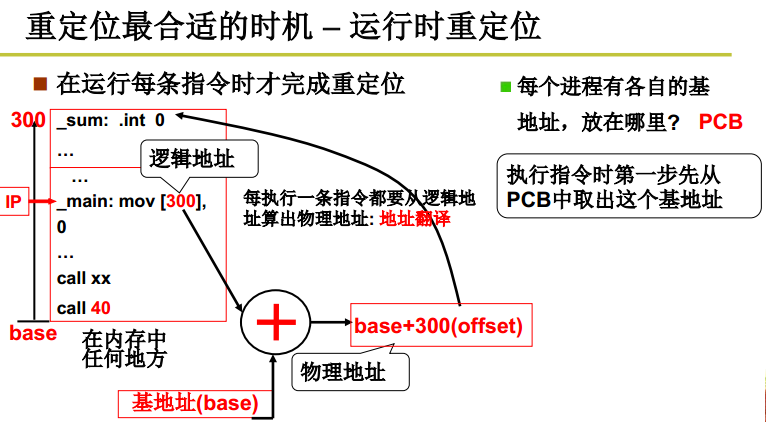 重定位最合适的时机 – 运行时重定位
在运行每条指令时才完成重定位
300
_sum: .int 0
…
…
_main: mov [300],
0
…
call xx
call 40
IP
base
逻辑地址
在内存中
任何地方
每执行一条指令都要从逻辑地
址算出物理地址: 地址翻译
+
base+300(offset)
物理地址
基地址(base)
每个进程有各自的基
地址，放在哪里? PCB
执行指令时第一步先从
PCB中取出这个基地址